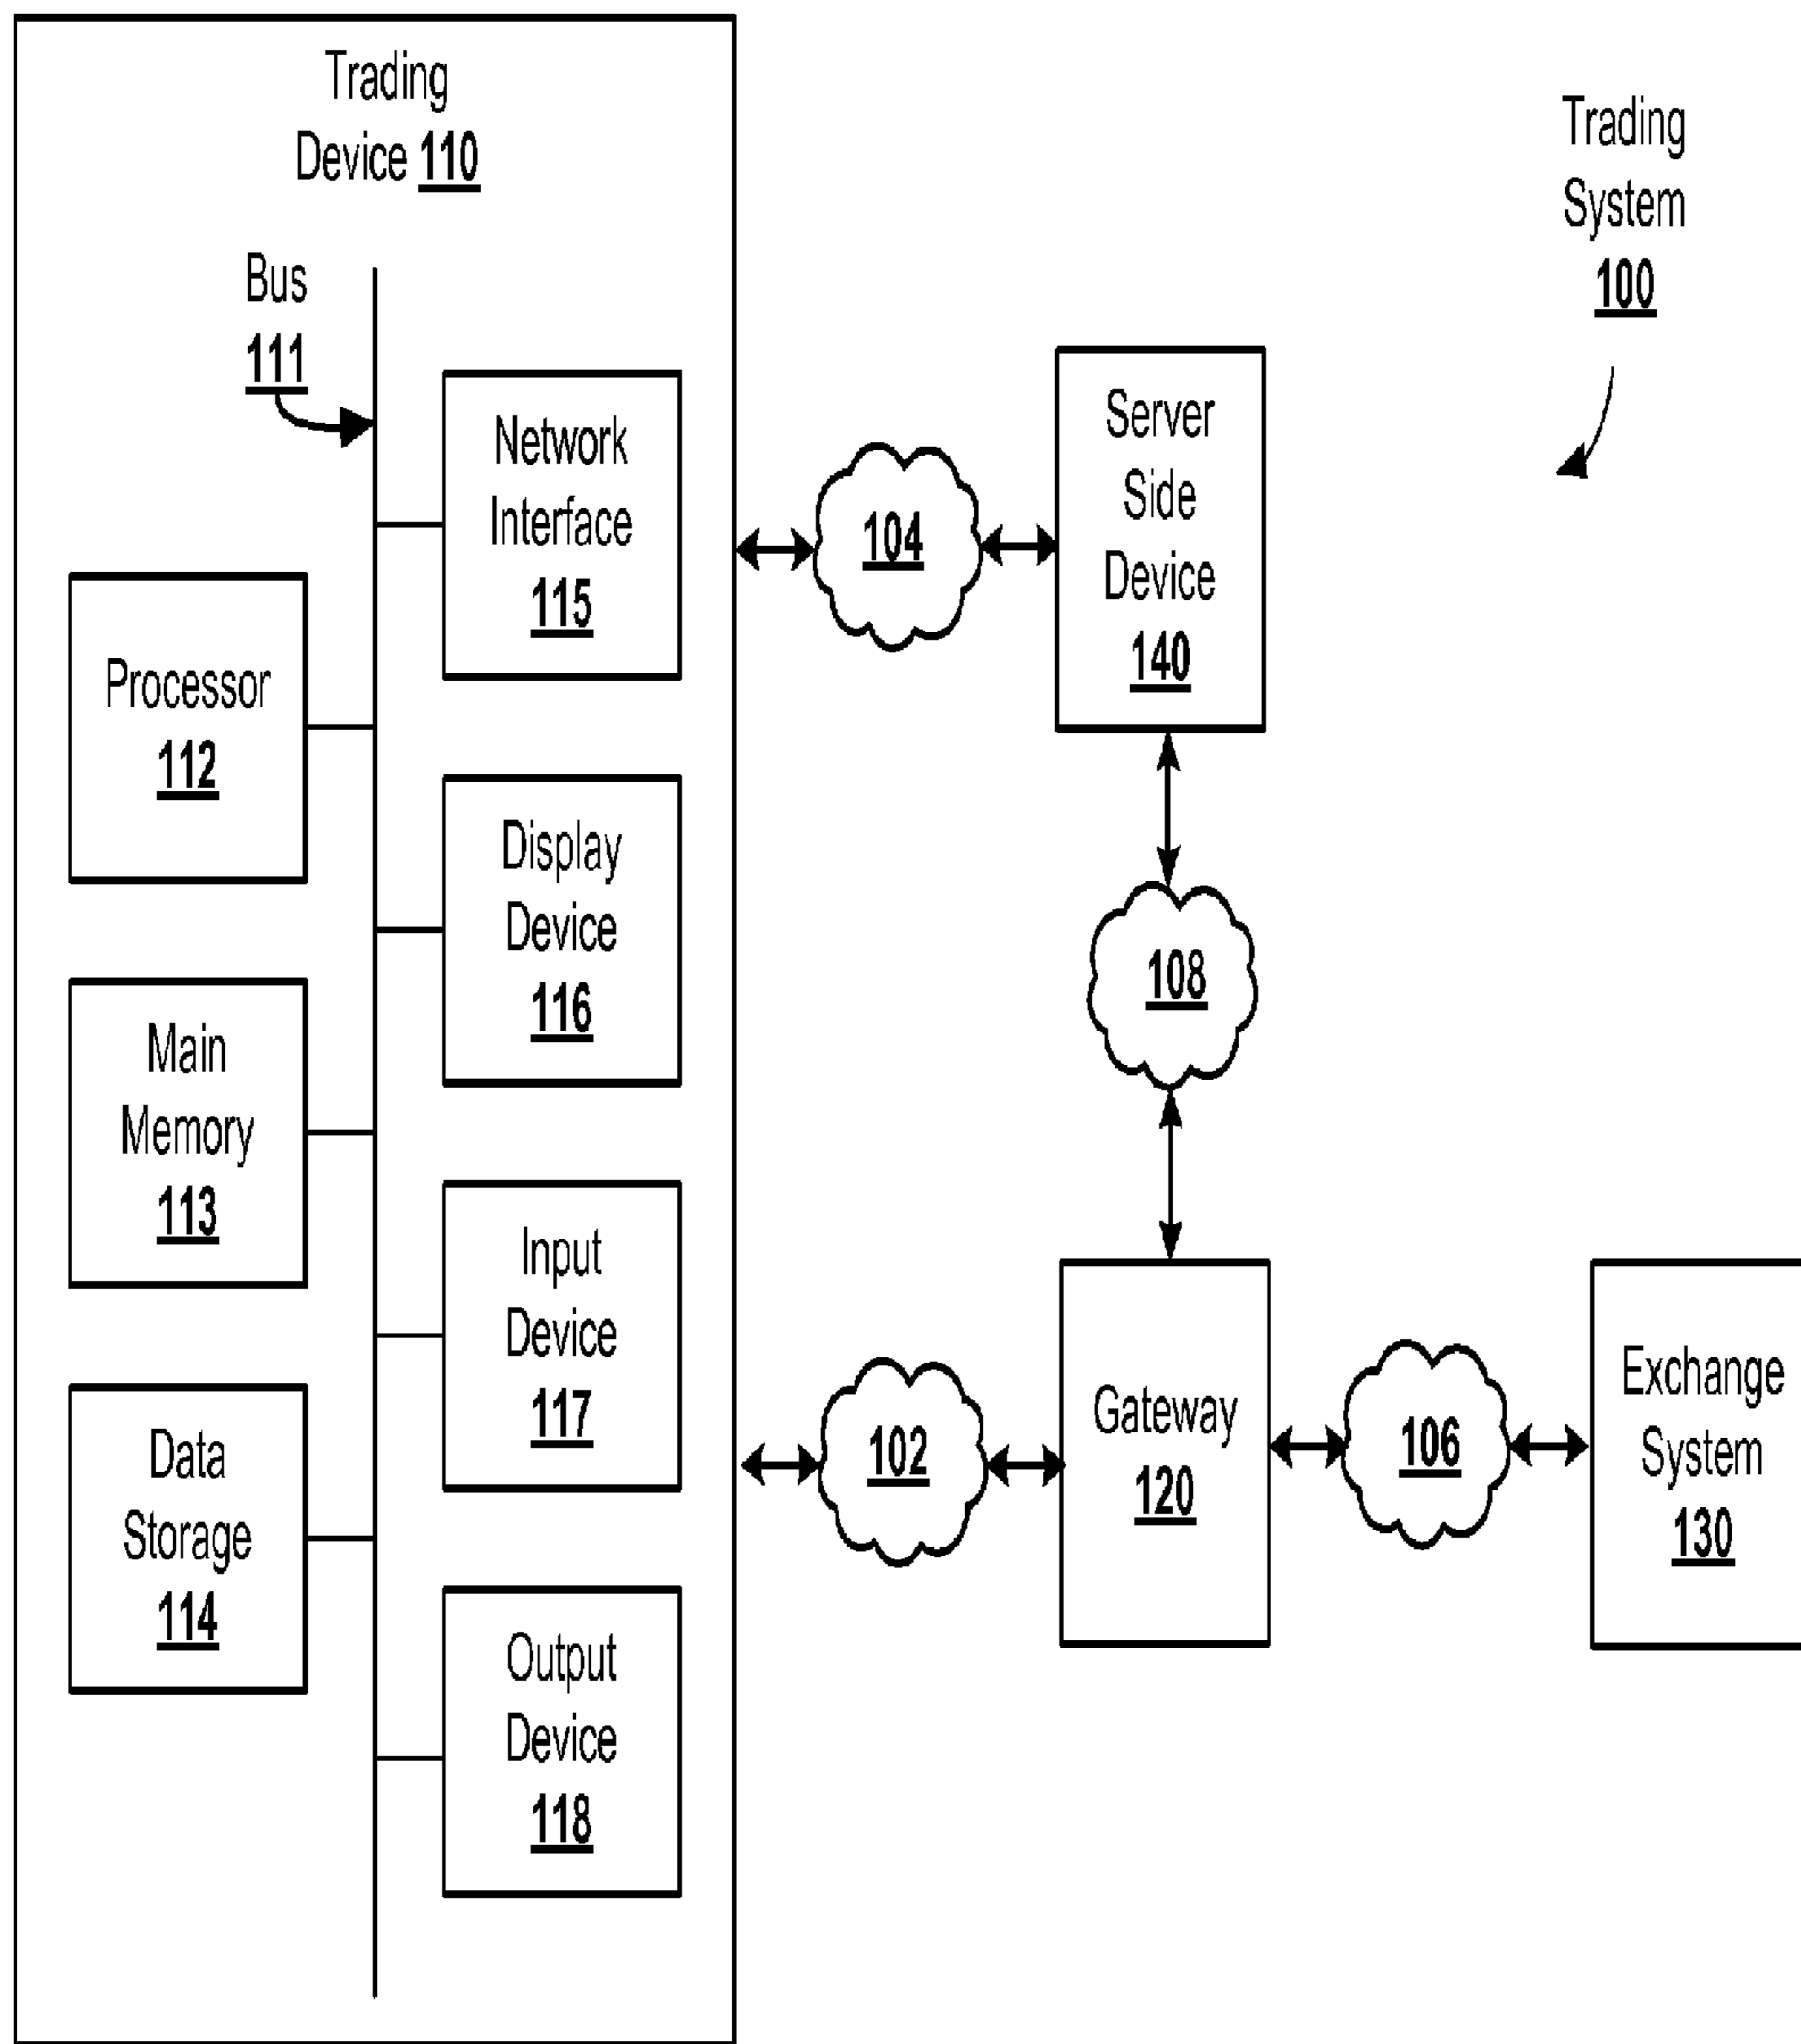 Trading
Device 110
Bus
111
Network
Interface
115
Processor
112
Display
Device
116
Main
Memory
113
Input
Device
117
Data
Storage
114
Output
Device
118
104
Server
Side
Device
140
108
102
Gateway
120
106
Exchange
System
130
Trading
System
100